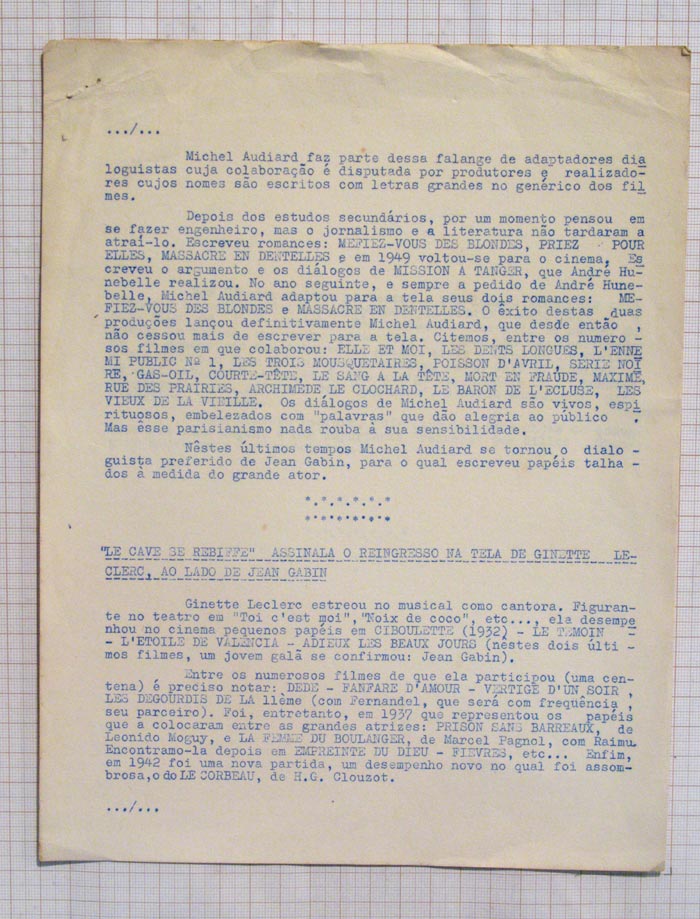 .../...
Michel Audiard faz parte dessa falange de adaptadores dia
loguistas cuja colaboração é disputada por produtores e realizado-
res cujos nomes são escritos com letras grandes no genérico dos fil
mes.
Depois dos estudos secundários, por um momento pensou em
se fazer engenheiro, mas o jornalismo e a literatura não tardaram a
atraí-lo. Escreveu romances: MEFIEZ-VOUS DES BLONDES, PRIEZ POUR
ELLES, MASSACRE EN DENTELLES e em 1949 voltou-se para o cinema, Es
creveu o argumento e os diálogos de MISSION A TANGER, que André Hu-
nebelle realizou. No ano seguinte, e sempre a pedido de André Hune-
belle, Michel Audiard adaptou para a tela seus dois romances: ME-
FIEZ-VOUS DES BLONDES e MASSACRE EN DENTELLES. O êxito destas duas
produções lançou definitivamente Michel Audiard, que desde então ,
não cessou mais de escrever para a tela. Citemos, entre os numero -
sos filmes em que colaborou: ELLE ET MOI, LES DENTS LONGUES, L'ENNE
MI PUBLIC Nº 1, LES TROIS MOUSQUETAIRES, POISSON D'AVRIL, SERIE NOI
RE, GAS-OIL, COURTE-TÊTE, LE SANG A LA TÊTE, MORT EN FRAUDE, MAXIME,
RUE DES PRAIRIES, ARCHIMEDE LE CLOCHARD, LE BARON DE L'ECLUSE, LES
VIEUX DE LA VIEILLE. Os diálogos de Michel Audiard são vivos, espi
rituosos, embelezados com "palavras" que dão alegria ao público .
Mas êsse parisianismo nada rouba à sua sensibilidade.
Nêstes últimos tempos Michel Audiard se tornou o dialo -
guista preferido de Jean Gabin, para o qual escreveu papéis talha -
dos à medida do grande ator.
*.*.*.*.*.*
*·*·*·*·*·*
"LE CAVE SE REBIFFE" ASSINALA O REINGRESSO NA TELA DE GINETTE LE-
CLERC, AO LADO DE JEAN GABIN
Ginette Leclerc estreou no musical como cantora. Figuran-
te no teatro em "Toi c'est moi","Noix de coco", etc..., ela desempe
nhou no cinema pequenos papéis em CIBOULETTE (1932) - LE TEMOIN -
- L'ETOILE DE VALENCIA - ADIEUX LES BEAUX JOURS (nêstes dois últi -
mos filmes, um jovem galã se confirmou: Jean Gabin).
Entre os numerosos filmes de que ela participou (uma cen-
tena) é preciso notar: DEDE - FANFARE D'AMOUR - VERTIGE D'UN SOIR ,
LES DEGOURDIS DE LA 11ème (com Fernandel, que será com frequência ,
seu parceiro). Foi, entretanto, em 1937 que representou os papéis
que a colocaram entre as grandes atrizes: PRISON SANS BARREAUX, de
Leonido Moguy, e LA FEMME DU BOULANGER, de Marcel Pagnol, com Raimu.
Encontramo-la depois em EMPREINTE DU DIEU - FIEVRES, etc... Enfim,
em 1942 foi uma nova partida, um desempenho novo no qual foi assom-
brosa,o do LE CORBEAU, de H.G. Clouzot.
.../...